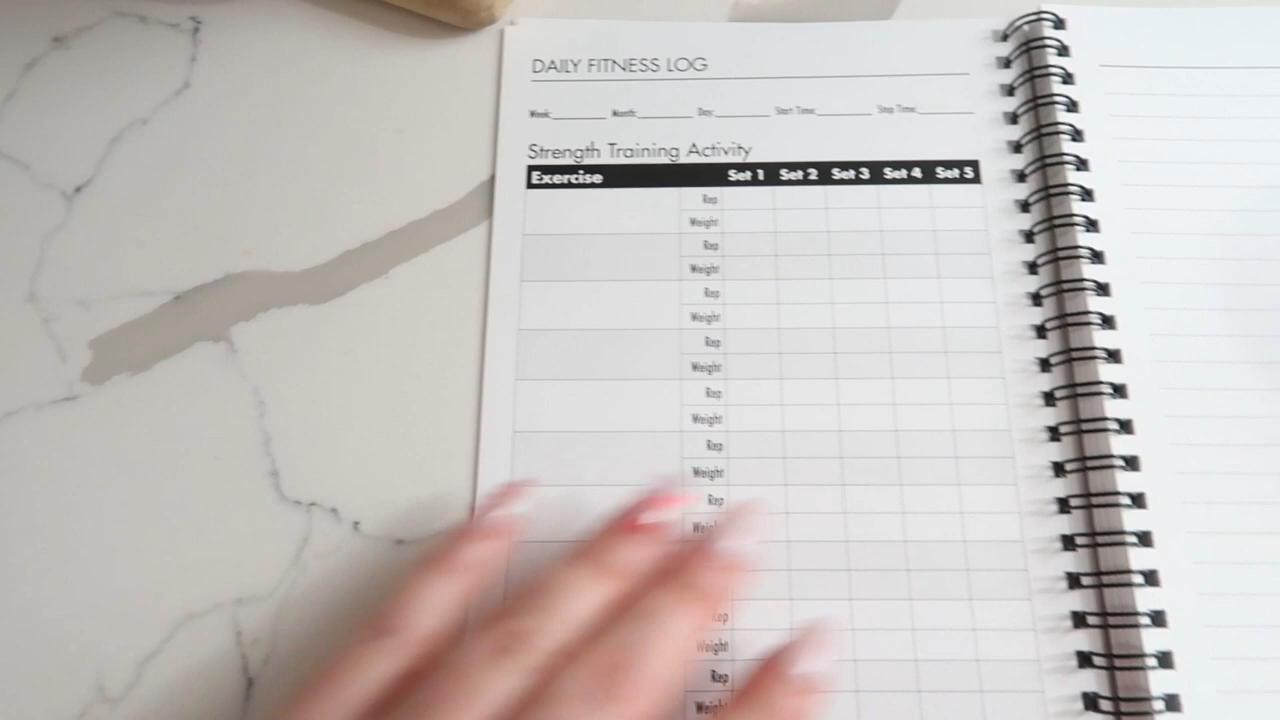 DAILY FITNESS LOG
Week: Month: Day: Start Time: Stop Time:
Strength Training Activity
Exercise Set 1 Set 2 Set 3 Set 4 Set 5
Rep
Weight
Rep
Weight
Rep
Weight
Rep
Weight
Rep
Weight
Rep
Weight
Rep
Weight
Rep
Weight
Rep
Weight